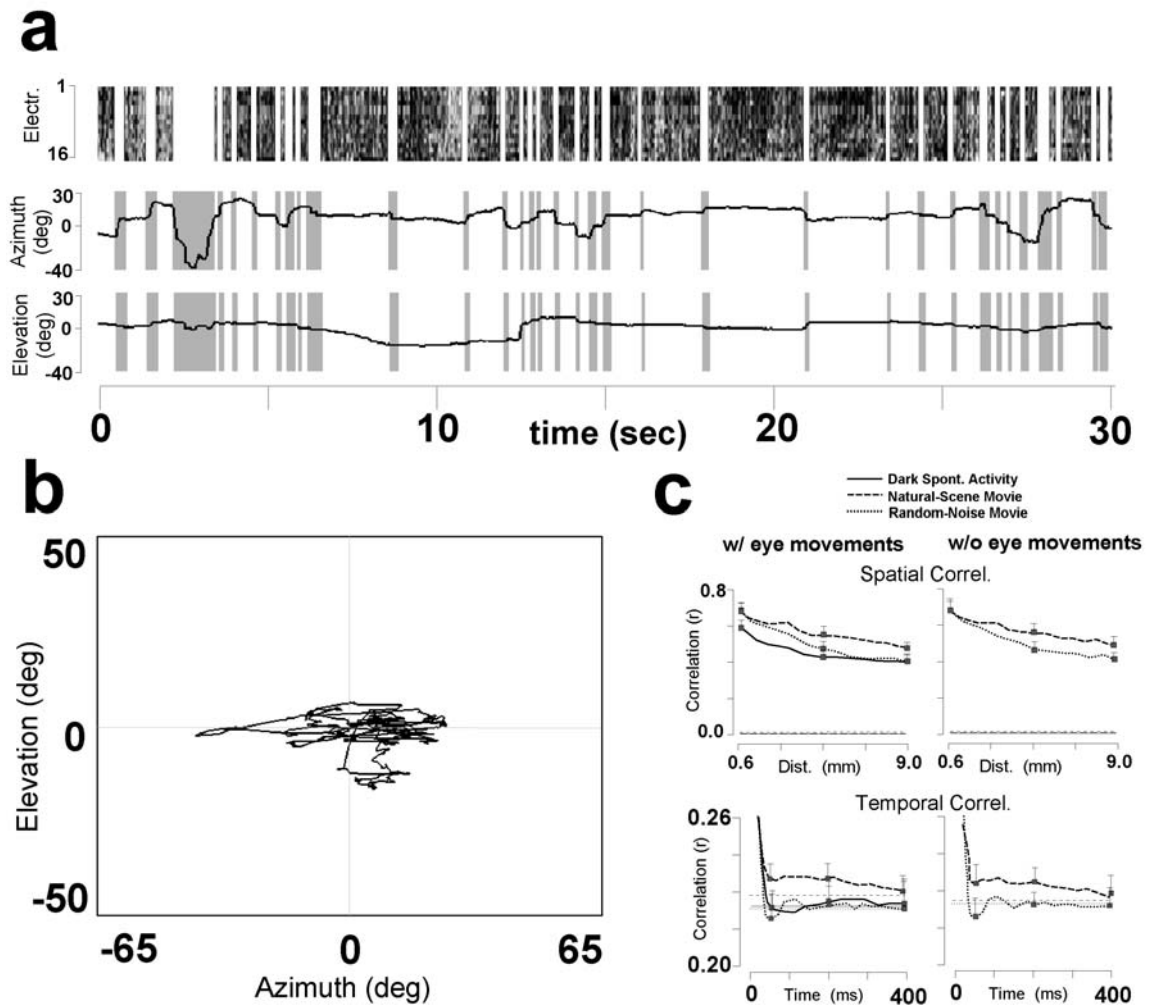 a
1
Electr.
16
30
Azimuth
(deg)
0
-40
30
Elevation
(deg)
0
-40
0
10
time (sec)
20
30
b
50
Elevation (deg)
0
-50
-65
0
65
Azimuth (deg)
c
Dark Spont. Activity
Natural-Scene Movie
Random-Noise Movie
w/ eye movements
w/o eye movements
Spatial Correl.
0.8
Correlation (r)
0.0
0.6
Dist. (mm)
9.0
0.6
Dist. (mm)
9.0
Temporal Correl.
0.26
Correlation (r)
0.20
0
Time (ms)
400
0
Time (ms)
400